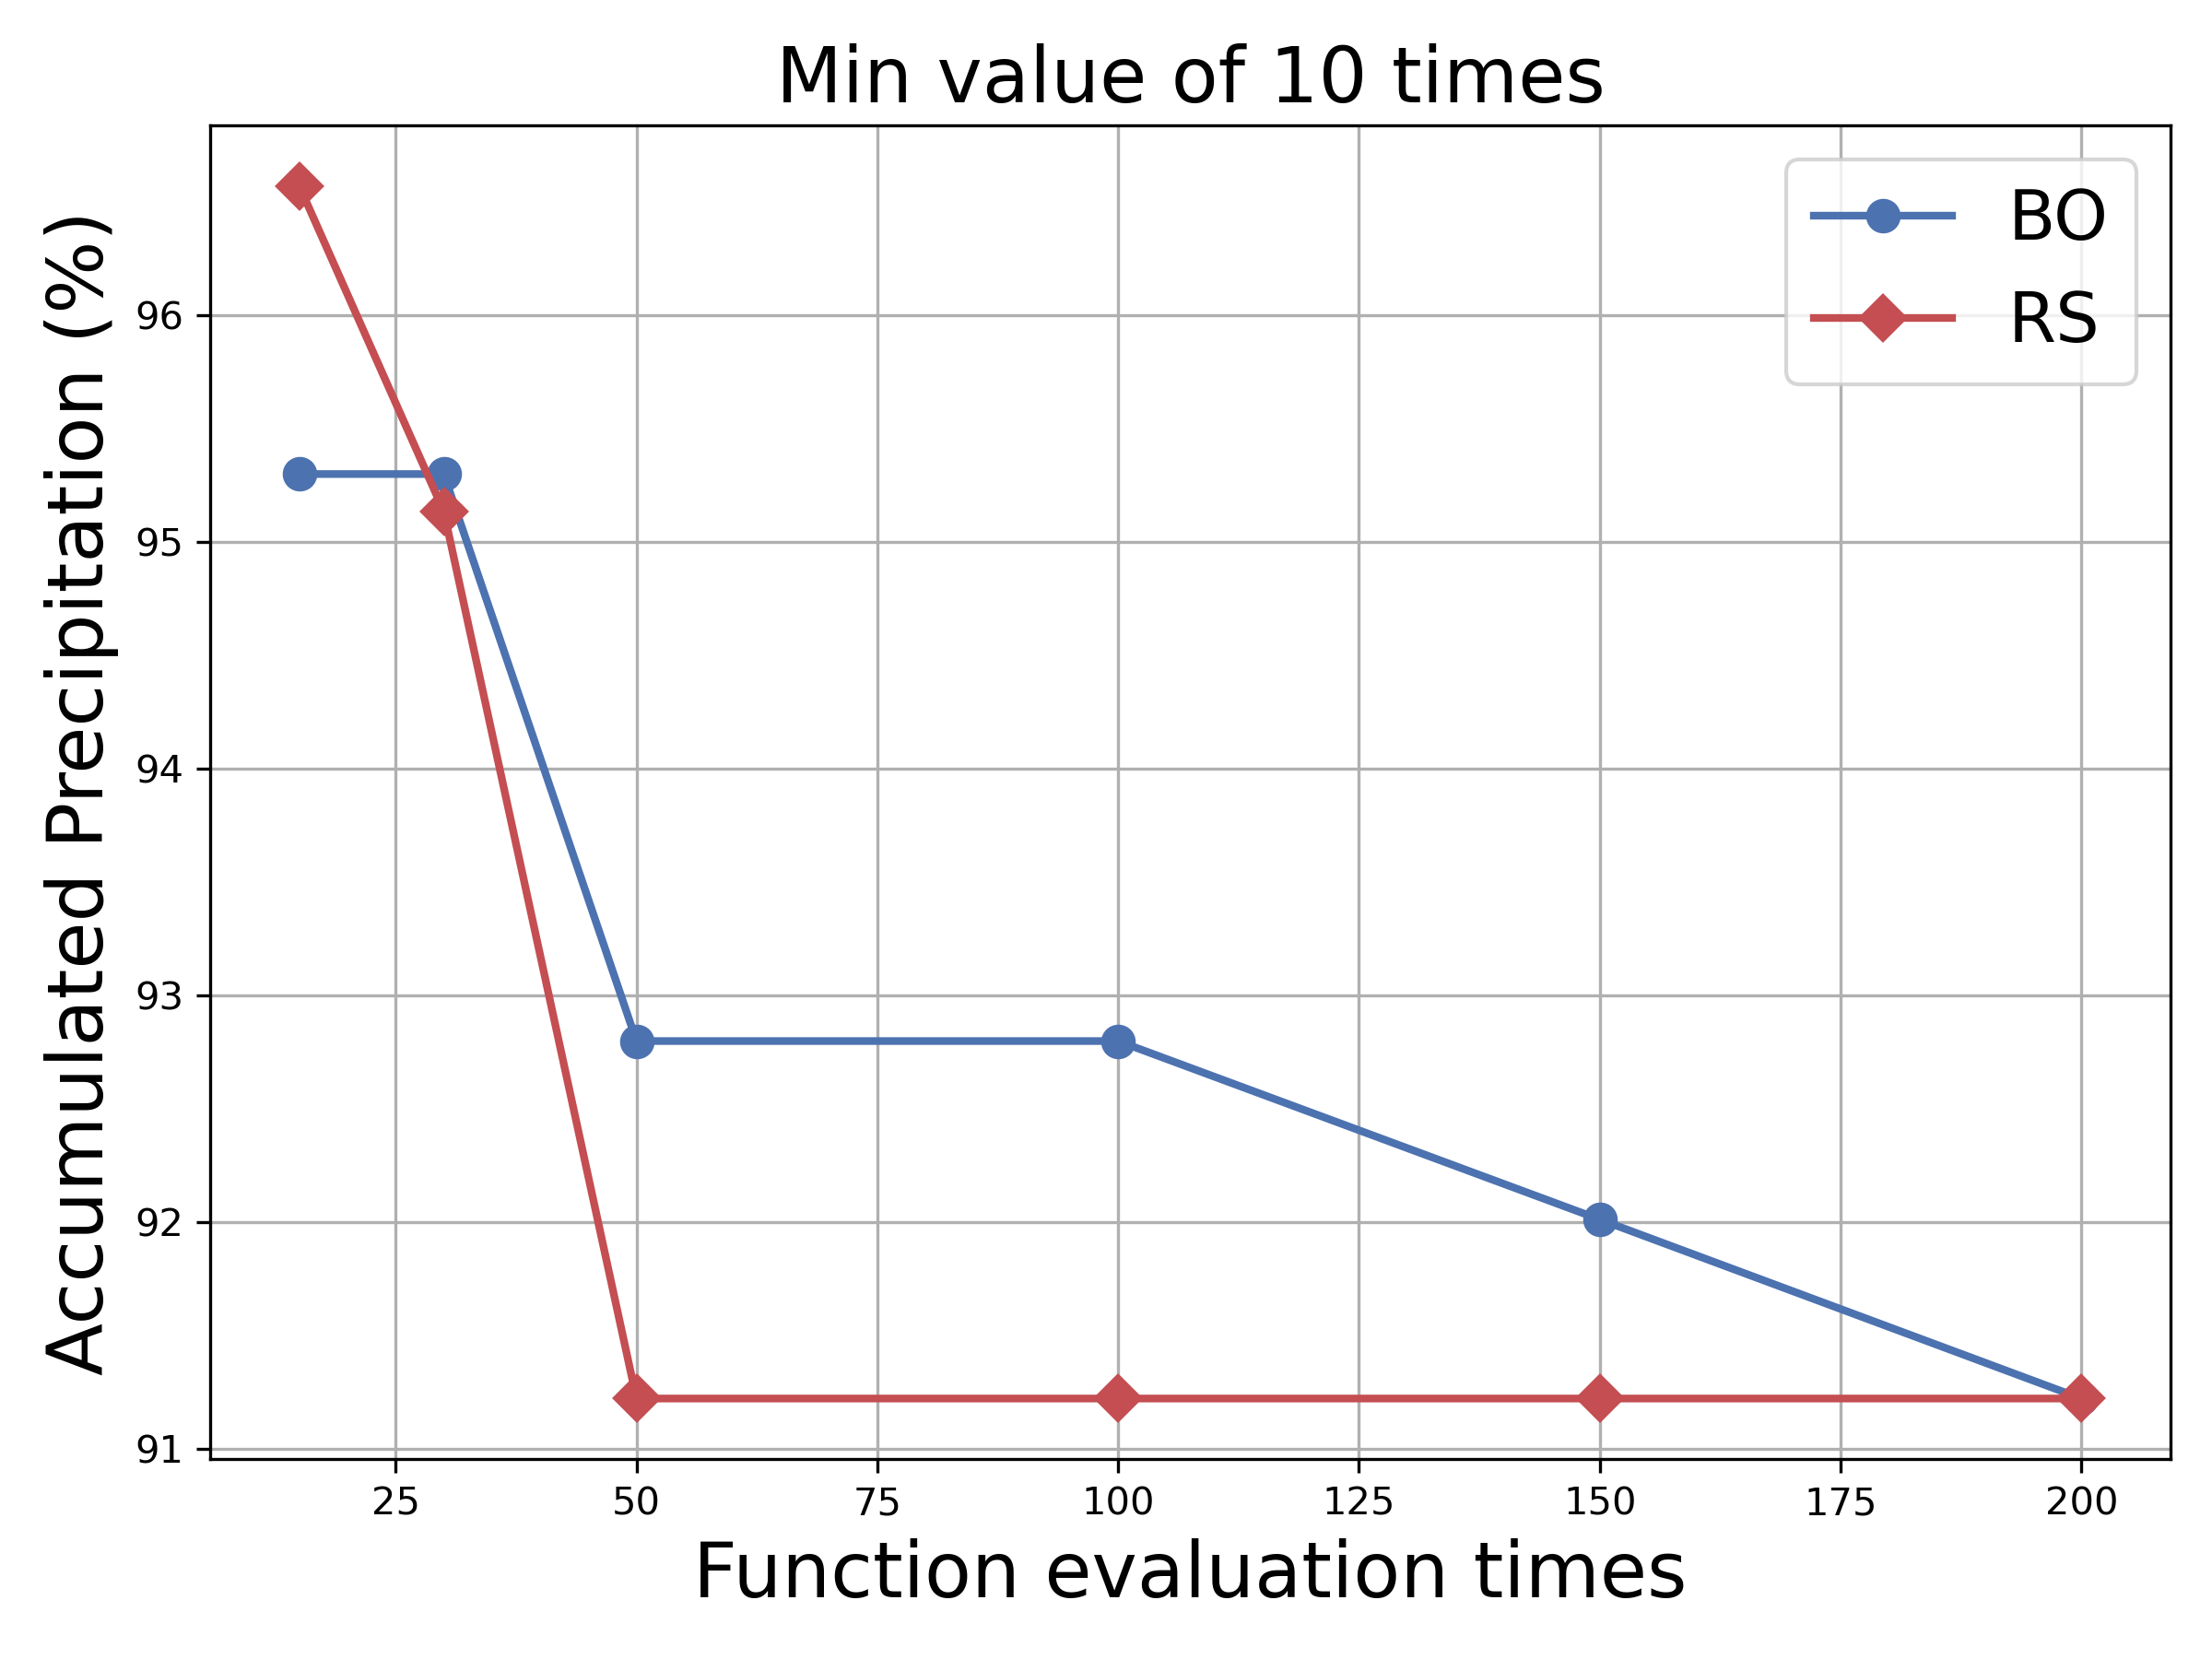 Min value of 10 times
BO
RS
Accumulated Precipitation (%)
96
95
94
93
92
91
25 50 75 100 125 150 175 200
Function evaluation times